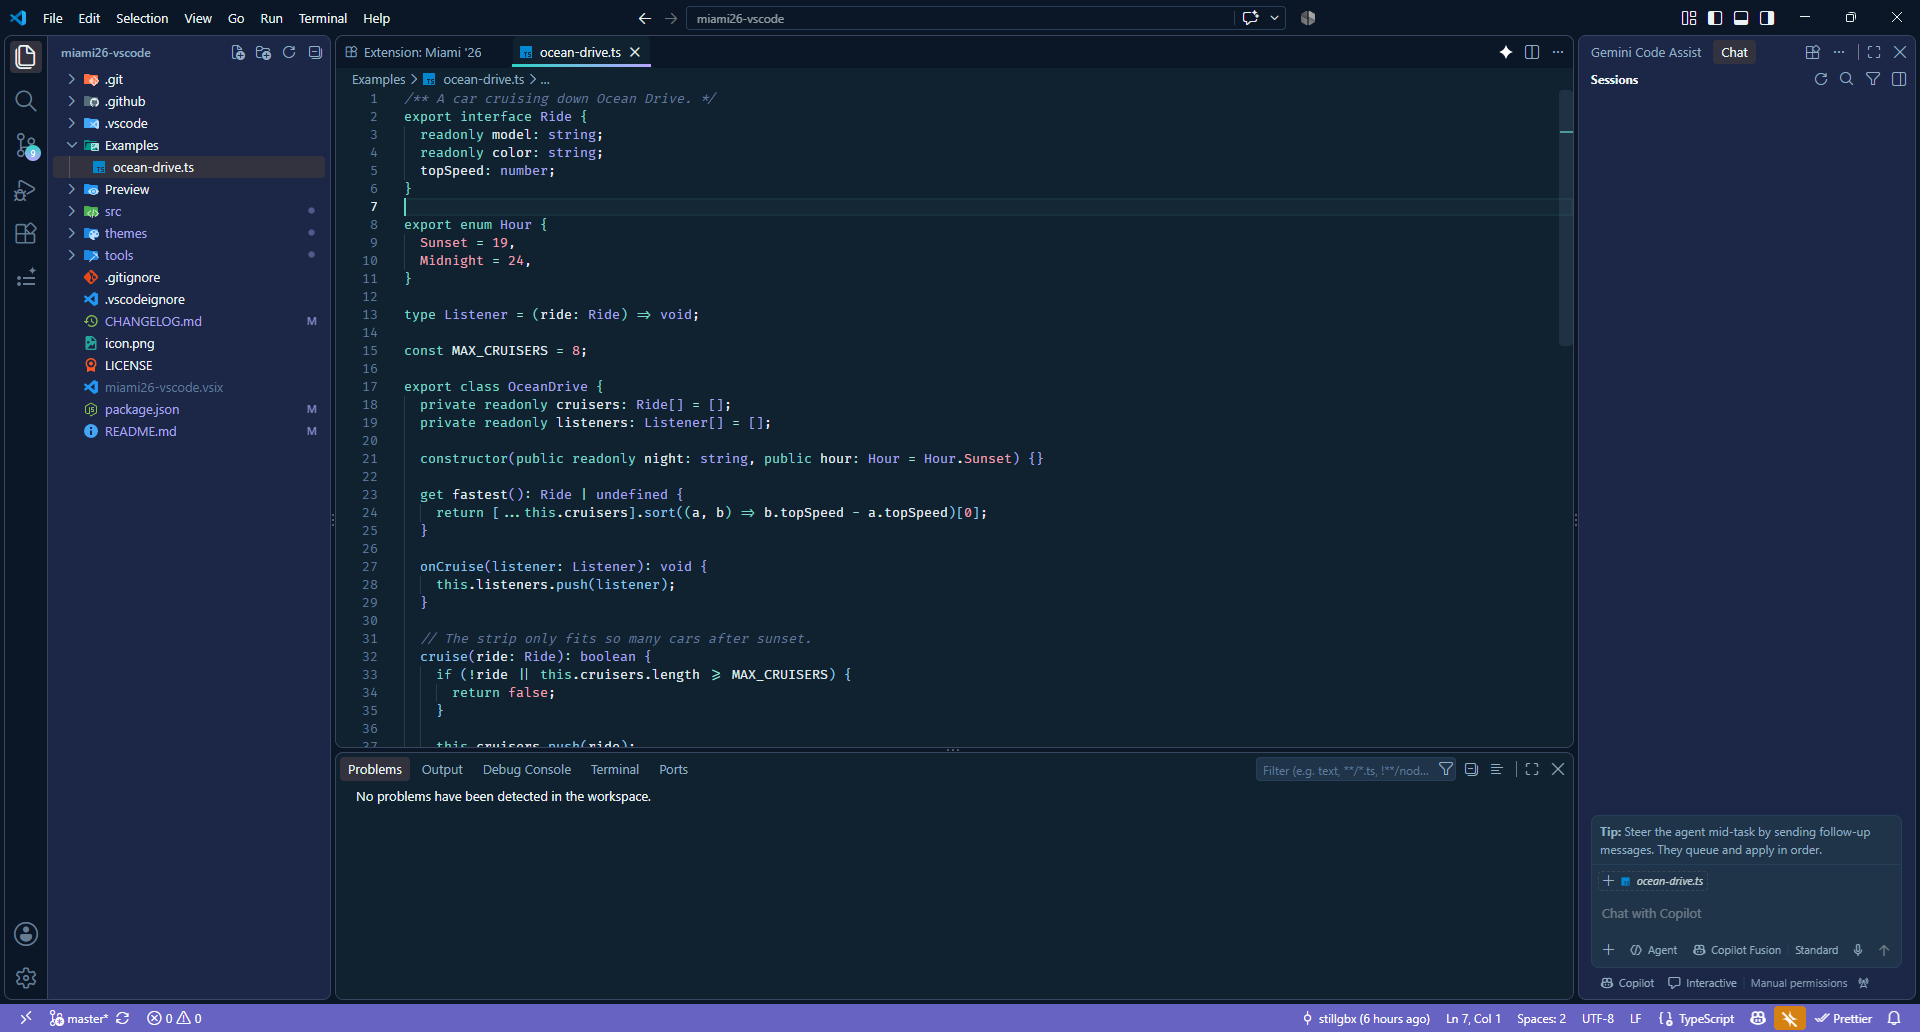 File Edit Selection View Go Run Terminal Help
miami26-vscode
miami26-vscode
.git
.github
.vscode
Examples
ocean-drive.ts
Preview
src
themes
tools
.gitignore
.vscodeignore
CHANGELOG.md M
icon.png
LICENSE
miami26-vscode.vsix
package.json M
README.md M
9
Extension: Miami '26
ocean-drive.ts
Examples > ocean-drive.ts > ...
1 /** A car cruising down Ocean Drive. */
2 export interface Ride {
3 readonly model: string;
4 readonly color: string;
5 topSpeed: number;
6 }
7
8 export enum Hour {
9 Sunset = 19,
10 Midnight = 24,
11 }
12
13 type Listener = (ride: Ride) => void;
14
15 const MAX_CRUISERS = 8;
16
17 export class OceanDrive {
18 private readonly cruisers: Ride[] = [];
19 private readonly listeners: Listener[] = [];
20
21 constructor(public readonly night: string, public hour: Hour = Hour.Sunset) {}
22
23 get fastest(): Ride | undefined {
24 return [...this.cruisers].sort((a, b) => b.topSpeed - a.topSpeed)[0];
25 }
26
27 onCruise(listener: Listener): void {
28 this.listeners.push(listener);
29 }
30
31 // The strip only fits so many cars after sunset.
32 cruise(ride: Ride): boolean {
33 if (!ride || this.cruisers.length >= MAX_CRUISERS) {
34 return false;
35 }
36
37 this.cruisers.push(ride);
Problems Output Debug Console Terminal Ports
Filter (e.g. text, **/*.ts, !**/nod...
No problems have been detected in the workspace.
Gemini Code Assist Chat
Sessions
Tip: Steer the agent mid-task by sending follow-up
messages. They queue and apply in order.
ocean-drive.ts
Chat with Copilot
Agent Copilot Fusion Standard
Copilot Interactive Manual permissions
master* 0 0
stillgbx (6 hours ago) Ln 7, Col 1 Spaces: 2 UTF-8 LF TypeScript Prettier